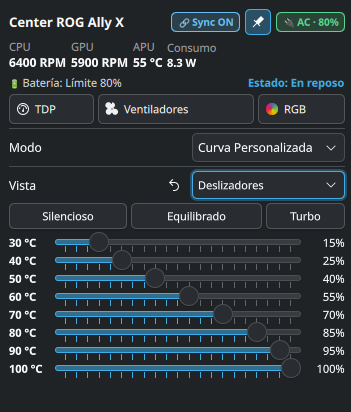 Center ROG Ally X
Sync ON
AC · 80%
CPU GPU APU Consumo
6400 RPM 5900 RPM 55 °C 8.3 W
Batería: Límite 80% Estado: En reposo
TDP Ventiladores RGB
Modo Curva Personalizada
Vista Deslizadores
Silencioso Equilibrado Turbo
30 °C 15%
40 °C 25%
50 °C 40%
60 °C 55%
70 °C 70%
80 °C 85%
90 °C 95%
100 °C 100%